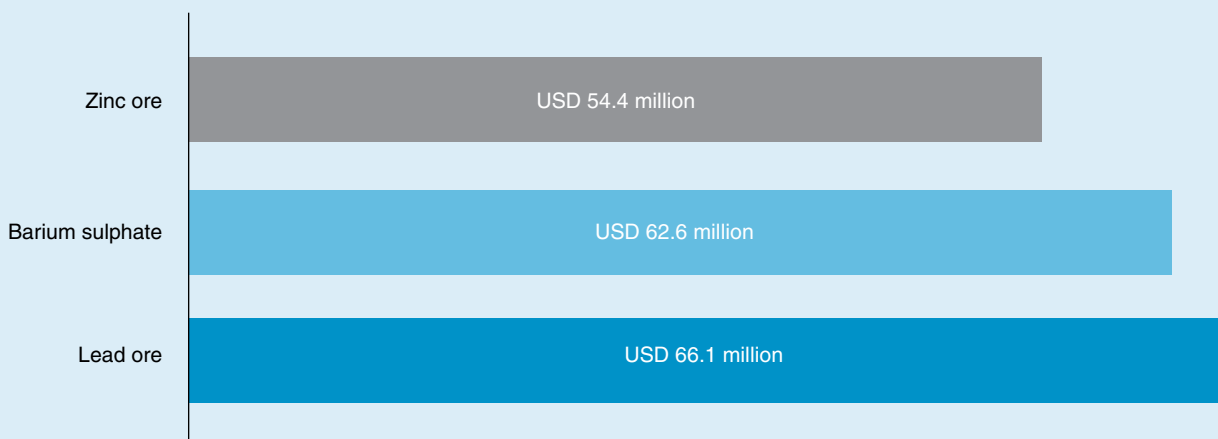 Zinc ore
USD 54.4 million
Barium sulphate
USD 62.6 million
Lead ore
USD 66.1 million